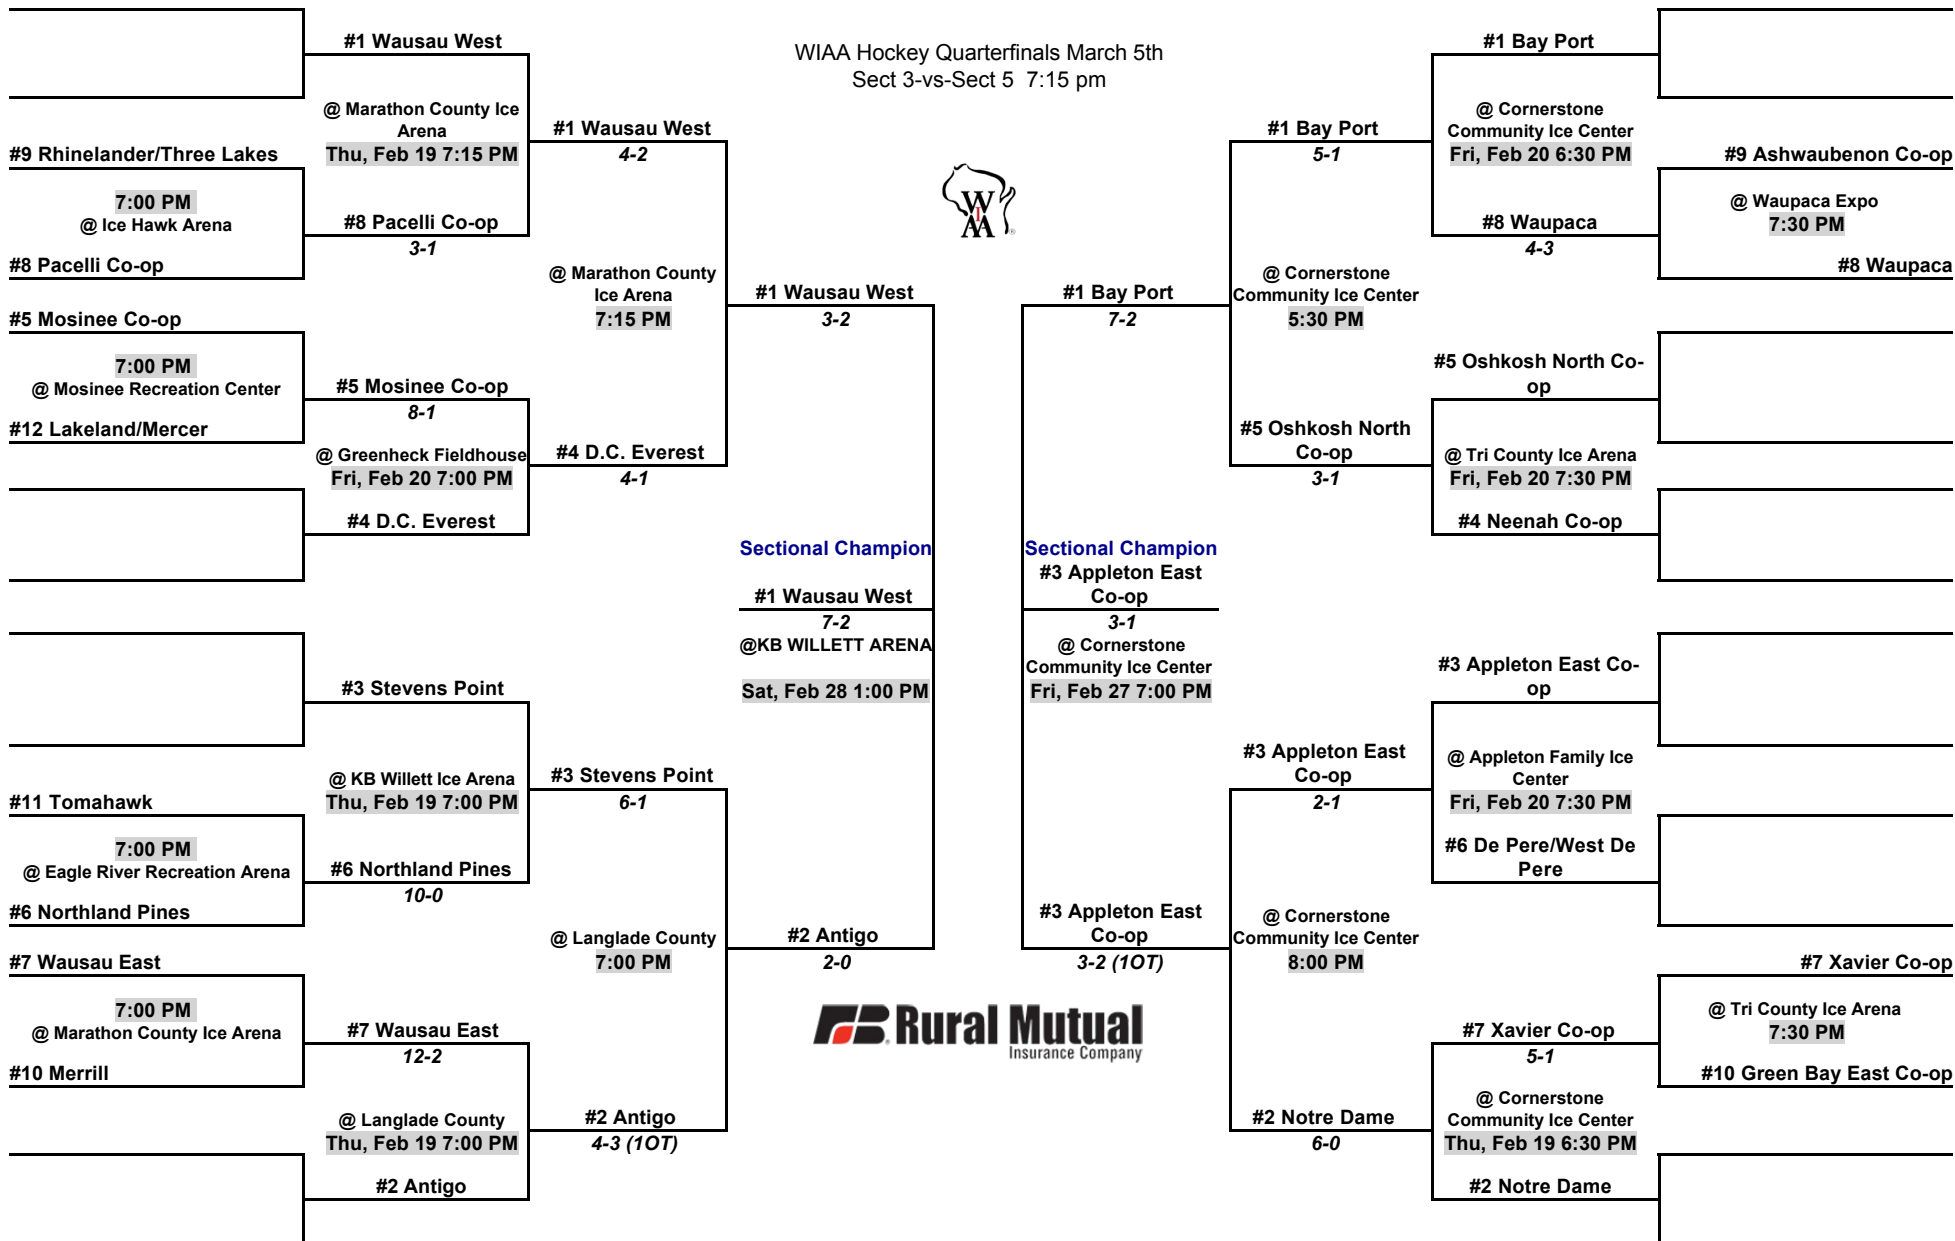 WIAA Hockey Quarterfinals March 5th
Sect 3-vs-Sect 5 7:15 pm
WIAA
®
#1 Wausau West
@ Marathon County Ice
Arena
Thu, Feb 19 7:15 PM
#9 Rhinelander/Three Lakes
7:00 PM
@ Ice Hawk Arena
#8 Pacelli Co-op
#8 Pacelli Co-op
3-1
#1 Wausau West
4-2
#5 Mosinee Co-op
7:00 PM
@ Mosinee Recreation Center
#12 Lakeland/Mercer
#5 Mosinee Co-op
8-1
@ Greenheck Fieldhouse
Fri, Feb 20 7:00 PM
#4 D.C. Everest
#4 D.C. Everest
4-1
@ Marathon County
Ice Arena
7:15 PM
#1 Wausau West
3-2
Sectional Champion
#1 Wausau West
7-2
@KB WILLETT ARENA
Sat, Feb 28 1:00 PM
#3 Stevens Point
@ KB Willett Ice Arena
Thu, Feb 19 7:00 PM
#11 Tomahawk
7:00 PM
@ Eagle River Recreation Arena
#6 Northland Pines
#6 Northland Pines
10-0
#3 Stevens Point
6-1
#7 Wausau East
7:00 PM
@ Marathon County Ice Arena
#10 Merrill
#7 Wausau East
12-2
@ Langlade County
Thu, Feb 19 7:00 PM
#2 Antigo
#2 Antigo
4-3 (1OT)
@ Langlade County
7:00 PM
#2 Antigo
2-0
#1 Bay Port
@ Cornerstone
Community Ice Center
Fri, Feb 20 6:30 PM
#9 Ashwaubenon Co-op
@ Waupaca Expo
7:30 PM
#8 Waupaca
#8 Waupaca
4-3
#1 Bay Port
5-1
@ Cornerstone
Community Ice Center
5:30 PM
#5 Oshkosh North Co-
op
@ Tri County Ice Arena
Fri, Feb 20 7:30 PM
#4 Neenah Co-op
#5 Oshkosh North
Co-op
3-1
#1 Bay Port
7-2
Sectional Champion
#3 Appleton East
Co-op
3-1
@ Cornerstone
Community Ice Center
Fri, Feb 27 7:00 PM
#3 Appleton East Co-
op
@ Appleton Family Ice
Center
Fri, Feb 20 7:30 PM
#6 De Pere/West De
Pere
#3 Appleton East
Co-op
2-1
@ Cornerstone
Community Ice Center
8:00 PM
#3 Appleton East
Co-op
3-2 (1OT)
#7 Xavier Co-op
@ Tri County Ice Arena
7:30 PM
#10 Green Bay East Co-op
#7 Xavier Co-op
5-1
@ Cornerstone
Community Ice Center
Thu, Feb 19 6:30 PM
#2 Notre Dame
#2 Notre Dame
6-0
FB® Rural Mutual
Insurance Company